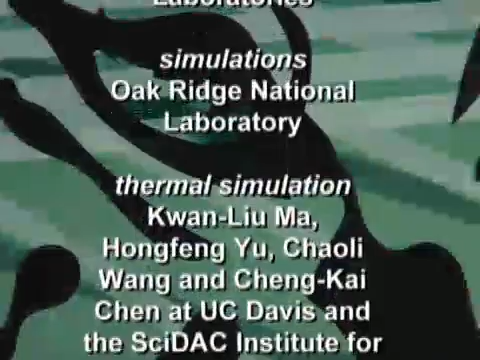 Laboratories
simulations
Oak Ridge National
Laboratory
thermal simulation
Kwan-Liu Ma,
Hongfeng Yu, Chaoli
Wang and Cheng-Kai
Chen at UC Davis and
the SciDAC Institute for